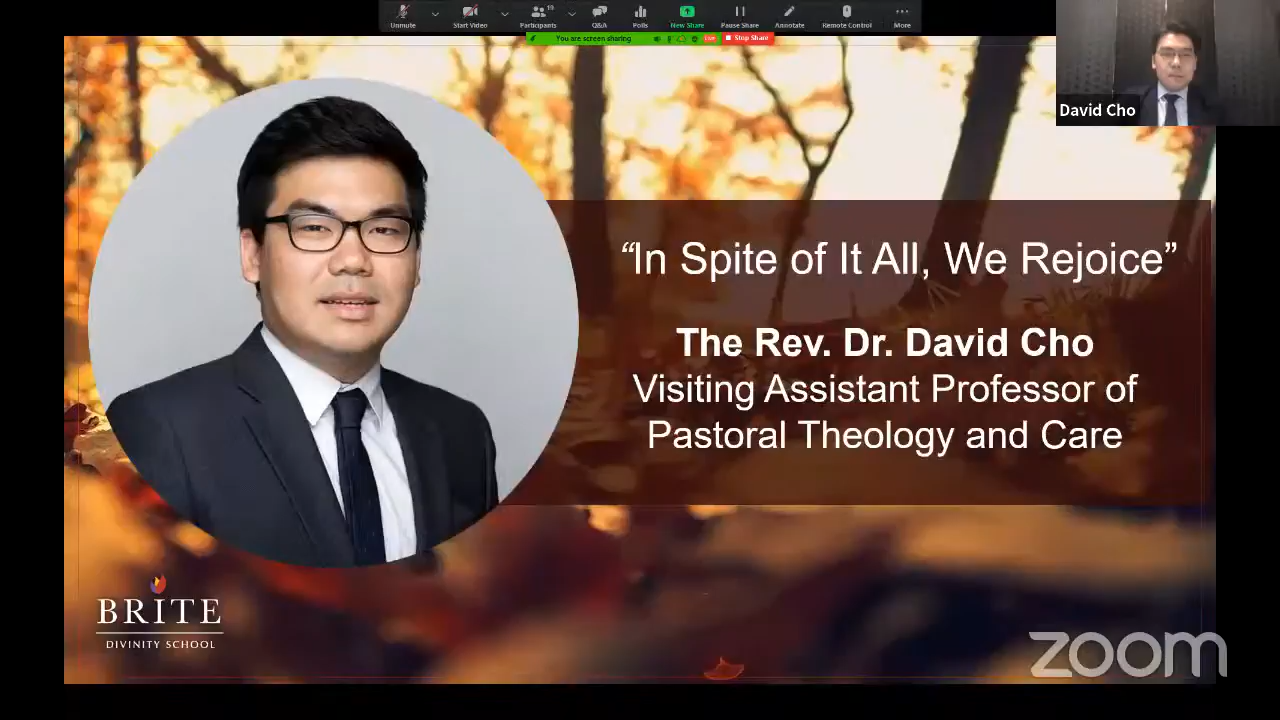 Unmute
Start Video
19
Participants
Q&A
Polls
New Share
Pause Share
Annotate
Remote Control
More
You are screen sharing
Live
Stop Share
David Cho
“In Spite of It All, We Rejoice”
The Rev. Dr. David Cho
Visiting Assistant Professor of
Pastoral Theology and Care
BRITE
DIVINITY SCHOOL
zoom